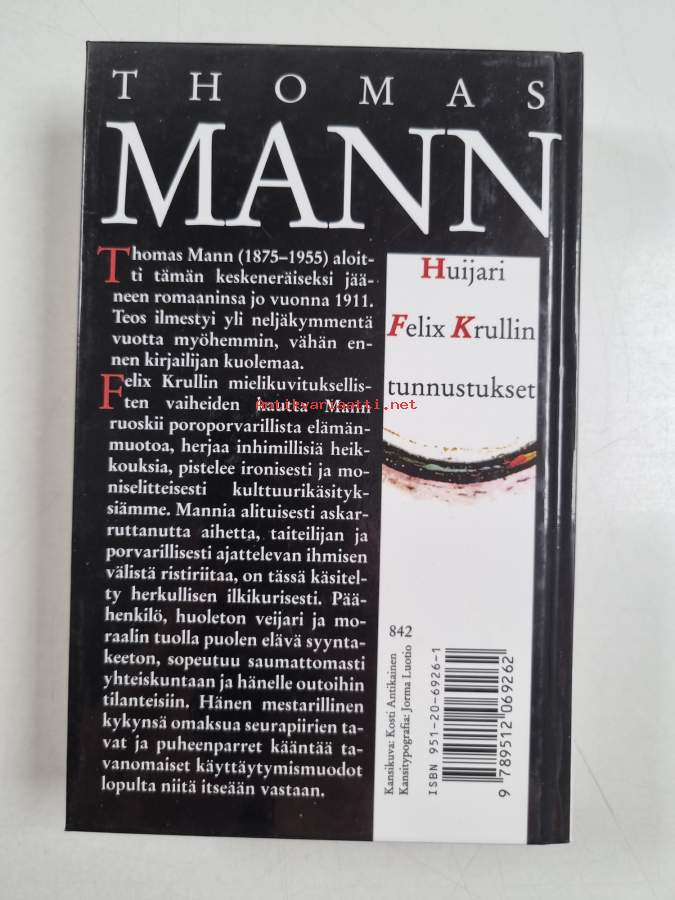 THOMAS
MANN
Thomas Mann (1875–1955) aloit-
ti tämän keskeneräiseksi jää-
neen romaaninsa jo vuonna 1911.
Teos ilmestyi yli neljäkymmentä
vuotta myöhemmin, vähän en-
nen kirjailijan kuolemaa.
Felix Krullin mielikuvituksellis-
ten vaiheiden kautta Mann
ruoskii poroporvarillista elämän-
muotoa, herjaa inhimillisiä heik-
kouksia, pistelee ironisesti ja mo-
niselitteisesti kulttuurikäsityk-
siämme. Mannia alituisesti askar-
ruttanutta aihetta, taiteilijan ja
porvarillisesti ajattelevan ihmisen
välistä ristiriitaa, on tässä käsitel-
ty herkullisen ilkikurisesti. Pää-
henkilö, huoleton veijari ja mo-
raalin tuolla puolen elävä syynta-
keeton, sopeutuu saumattomasti
yhteiskuntaan ja hänelle outoihin
tilanteisiin. Hänen mestarillinen
kykynsä omaksua seurapiirien ta-
vat ja puheenparret kääntää ta-
vanomaiset käyttäytymismuodot
lopulta niitä itseään vastaan.
Huijari
Felix Krullin
tunnustukset
Antikvariaatti.net
842
Kansikuva: Kosti Antikainen
Kansitypografia: Jorma Luotio
ISBN 951-20-6926-1
9 789512 069262